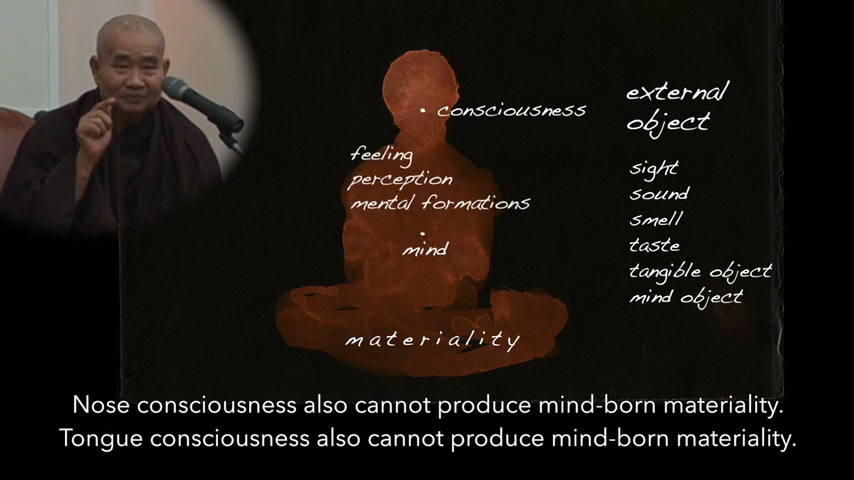 consciousness
feeling
perception
mental formations
mind
materiality
external
object
sight
sound
smell
taste
tangible object
mind object
Nose consciousness also cannot produce mind-born materiality.
Tongue consciousness also cannot produce mind-born materiality.